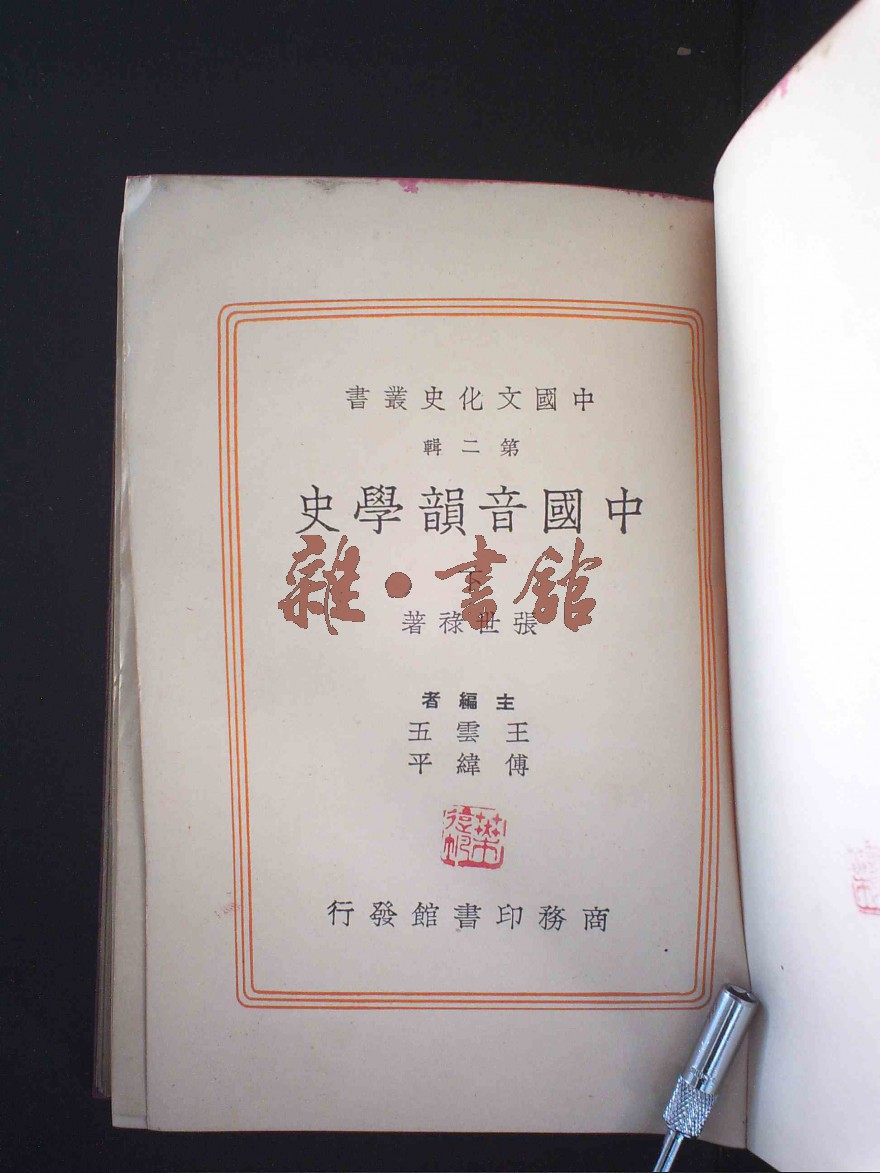 中國文化史叢書
第二輯
中國音韻學史
下
雜·書館
張世祿著
主編者
王雲五
傅緯平
商務印書館發行